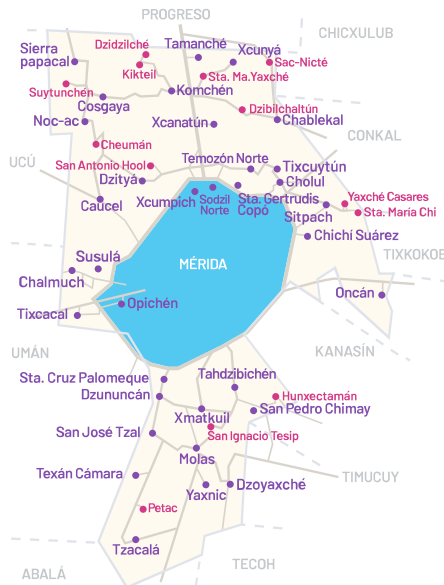 PROGRESO
CHICXULUB
Dzidzilché
Tamanché
Sierra
papacal
Xcunyá
Sac-Nicté
Kikteil
Sta. Ma.Yaxché
Suytunchén
Komchén
Cosgaya
Dzibilchaltún
Noc-ac
Xcanatún
Chablekal
CONKAL
Cheumán
UCÚ
San Antonio Hool
Temozón Norte
Tixcuytún
Dzityá
Cholul
Caucel
Xcumpich
Sodzil
Norte
Sta. Gertrudis
Copó
Yaxché Casares
Sta. María Chi
Sitpach
Chichí Suárez
TIXKOKOB
Susulá
MÉRIDA
Chalmuch
Oncán
Opichén
Tixcacal
UMÁN
KANASÍN
Sta. Cruz Palomeque
Tahdzibichén
Dzununcán
Hunxectamán
San Pedro Chimay
Xmatkuil
San José Tzal
San Ignacio Tesip
Molas
Texán Cámara
TIMUCUY
Yaxnic
Dzoyaxché
Petac
Tzacalá
TECOH
ABALÁ